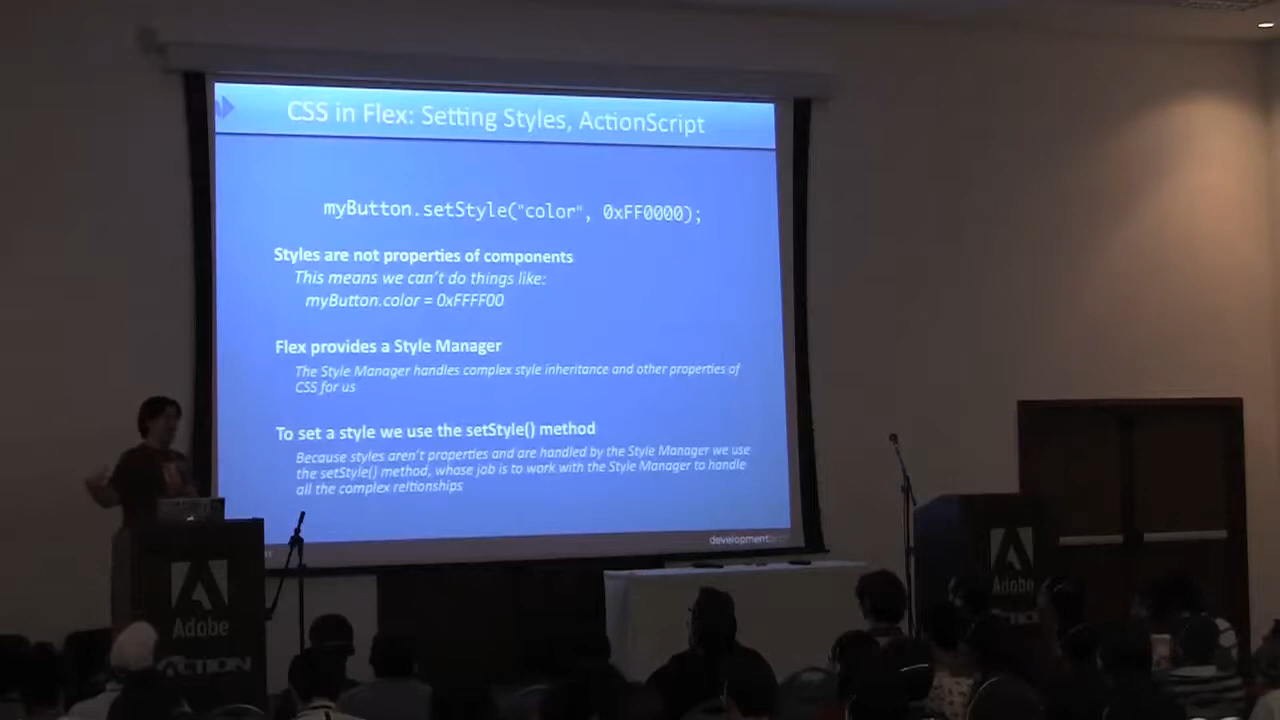 CSS in Flex: Setting Styles, ActionScript
myButton.setStyle("color", 0xFF0000);
Styles are not properties of components
This means we can't do things like:
myButton.color = 0xFFFF00
Flex provides a Style Manager
The Style Manager handles complex style inheritance and other properties of
CSS for us
To set a style we use the setStyle() method
Because styles aren't properties and are handled by the Style Manager we use
the setStyle() method, whose job is to work with the Style Manager to handle
all the complex reltionships
development
Adobe
ACTION
Adobe